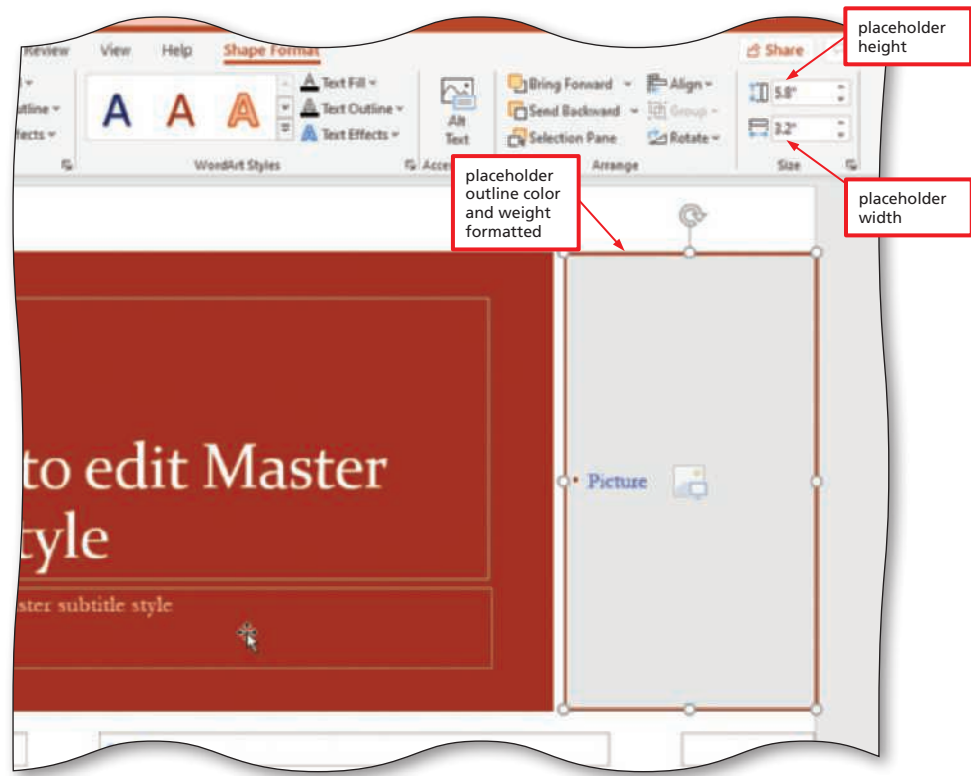 placeholder
height
Review View Help Shape Format Share
Text Fill
Text Outline
Text Effects
WordArt Styles
Alt
Text
Bring Forward
Send Backward
Selection Pane
Align
Group
Rotate
Arrange
5.8"
3.2"
Size
placeholder
width
placeholder
outline color
and weight
formatted
to edit Master
tyle
ster subtitle style
Picture